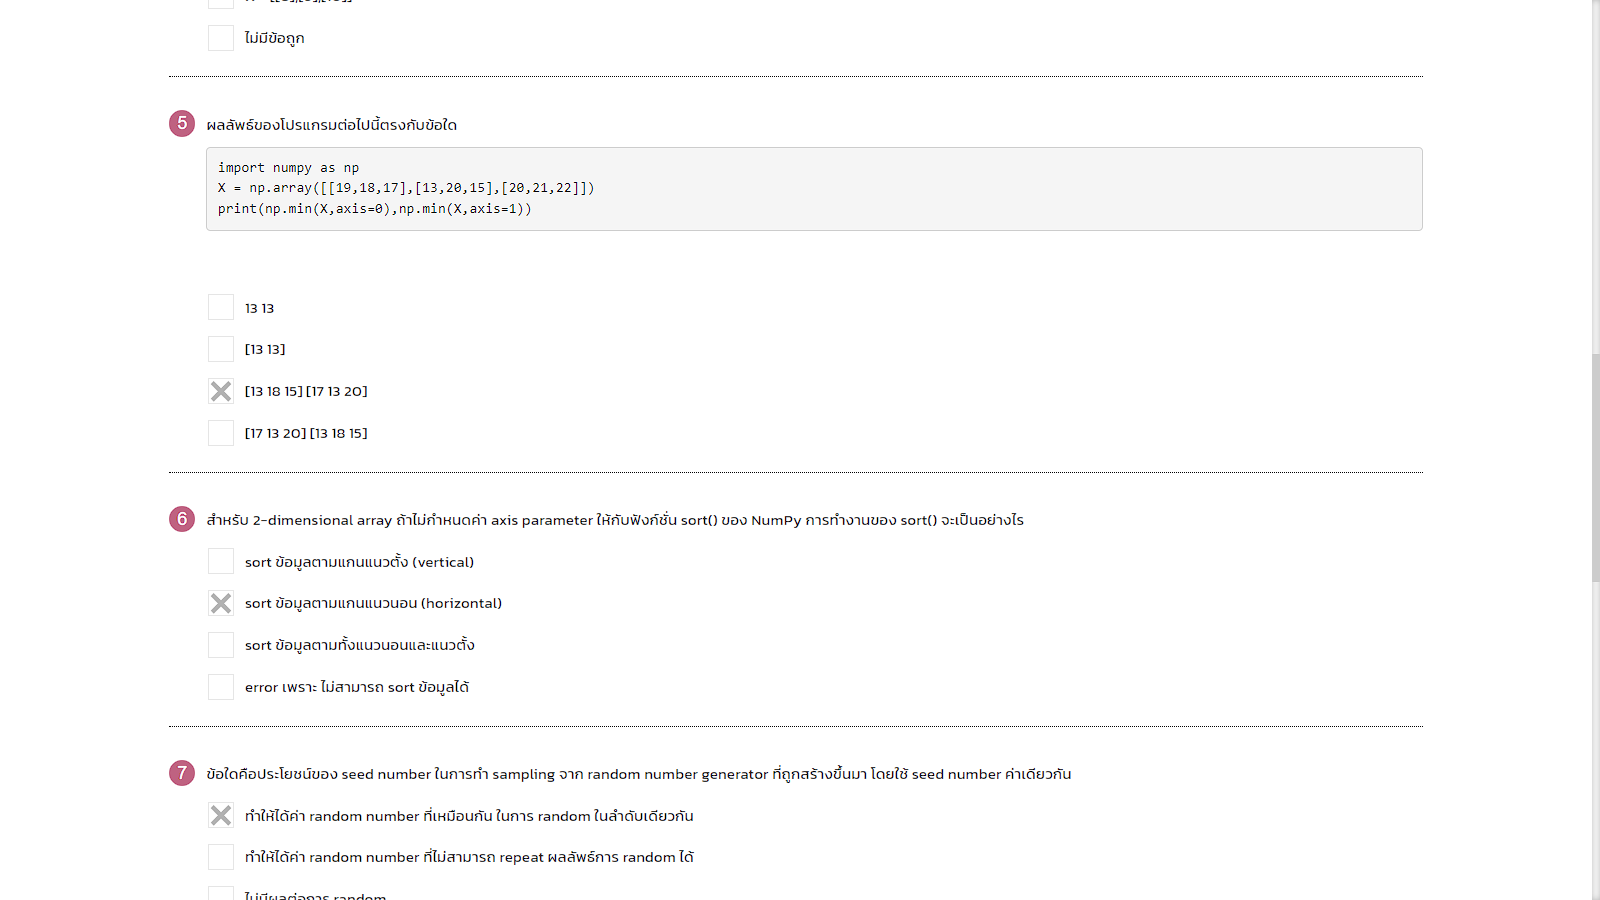 ไม่มีข้อถูก
5 ผลลัพธ์ของโปรแกรมต่อไปนี้ตรงกับข้อใด
import numpy as np
X = np.array([[19,18,17],[13,20,15],[20,21,22]])
print(np.min(X,axis=0),np.min(X,axis=1))
13 13
[13 13]
[13 18 15] [17 13 20]
[17 13 20] [13 18 15]
6 สำหรับ 2-dimensional array ถ้าไม่กำหนดค่า axis parameter ให้กับฟังก์ชั่น sort() ของ NumPy การทำงานของ sort() จะเป็นอย่างไร
sort ข้อมูลตามแกนแนวตั้ง (vertical)
sort ข้อมูลตามแกนแนวนอน (horizontal)
sort ข้อมูลตามทั้งแนวนอนและแนวตั้ง
error เพราะ ไม่สามารถ sort ข้อมูลได้
7 ข้อใดคือประโยชน์ของ seed number ในการทำ sampling จาก random number generator ที่ถูกสร้างขึ้นมา โดยใช้ seed number ค่าเดียวกัน
ทำให้ได้ค่า random number ที่เหมือนกัน ในการ random ในลำดับเดียวกัน
ทำให้ได้ค่า random number ที่ไม่สามารถ repeat ผลลัพธ์การ random ได้
ไม่มีผลต่อการ random